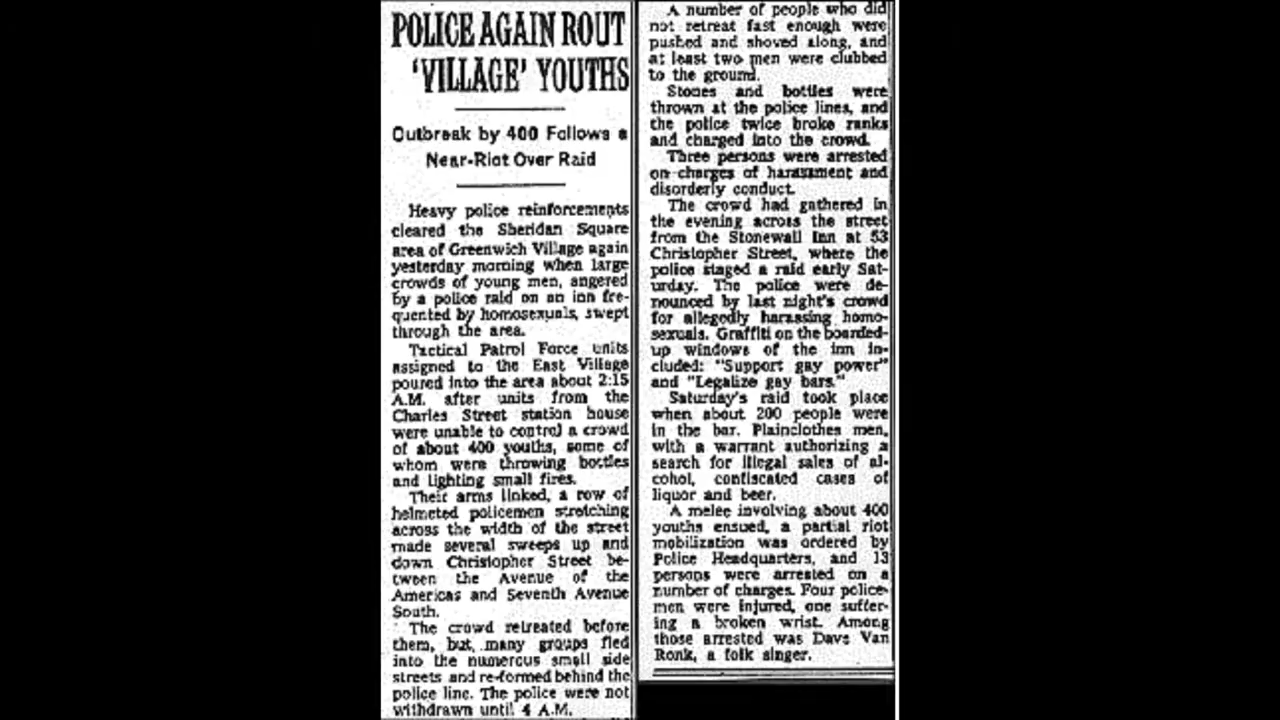 POLICE AGAIN ROUT
'VILLAGE' YOUTHS
Outbreak by 400 Follows a
Near-Riot Over Raid
Heavy police reinforcements
cleared the Sheridan Square
area of Greenwich Village again
yesterday morning when large
crowds of young men, angered
by a police raid on an inn fre-
quented by homosexuals, swept
through the area.
Tactical Patrol Force units
assigned to the East Village
poured into the area about 2:15
A.M. after units from the
Charles Street station house
were unable to control a crowd
of about 400 youths, some of
whom were throwing bottles
and lighting small fires.
Their arms linked, a row of
helmeted policemen stretching
across the width of the street
made several sweeps up and
down Christopher Street be-
tween the Avenue of the
Americas and Seventh Avenue
South.
The crowd retreated before
them, but many groups fled
into the numerous small side
streets and re-formed behind the
police line. The police were not
withdrawn until 4 A.M.
A number of people who did
not retreat fast enough were
pushed and shoved along, and
at least two men were clubbed
to the ground.
Stones and bottles were
thrown at the police lines, and
the police twice broke ranks
and charged into the crowd.
Three persons were arrested
on charges of harassment and
disorderly conduct.
The crowd had gathered in
the evening across the street
from the Stonewall Inn at 53
Christopher Street, where the
police staged a raid early Sat-
urday. The police were de-
nounced by last night's crowd
for allegedly harassing homo-
sexuals. Graffiti on the boarded-
up windows of the inn in-
cluded: "Support gay power"
and "Legalize gay bars."
Saturday's raid took place
when about 200 people were
in the bar. Plainclothes men,
with a warrant authorizing a
search for illegal sales of al-
cohol, confiscated cases of
liquor and beer.
A melee involving about 400
youths ensued, a partial riot
mobilization was ordered by
Police Headquarters, and 13
persons were arrested on a
number of charges. Four police-
men were injured, one suffer-
ing a broken wrist. Among
those arrested was Dave Van
Ronk, a folk singer.